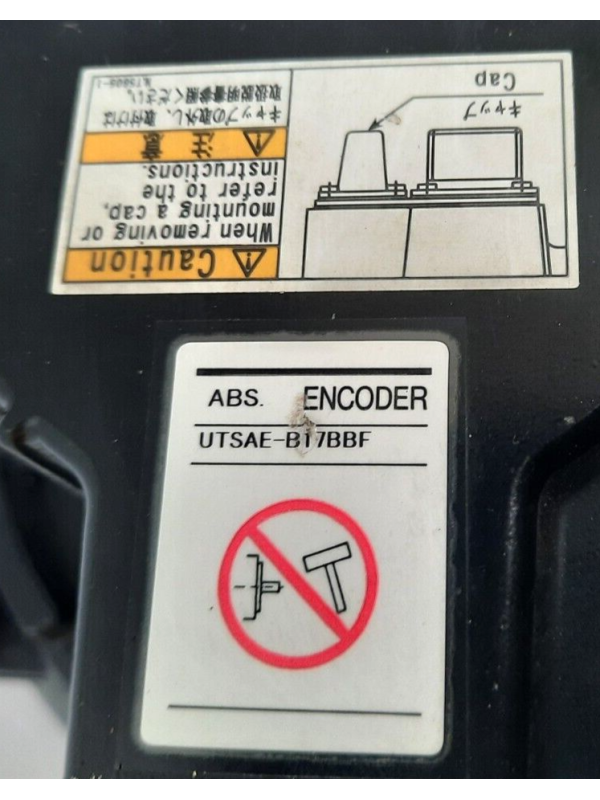 Caution
When removing or
mounting a cap,
refer to the
instructions.
注意
キャップの取外し、取付けは
取扱説明書参照ください。
キャップ
Cap
ABS. ENCODER
UTSAE-B17BBF